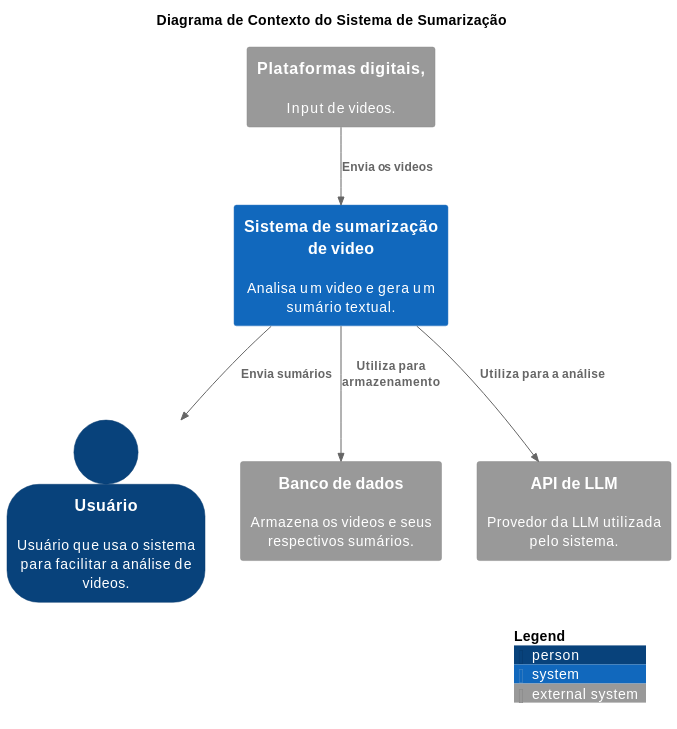 Diagrama de Contexto do Sistema de Sumarização
Plataformas digitais,
Input de videos.
Envia os videos
Sistema de sumarização
de video
Analisa um video e gera um
sumário textual.
Envia sumários
Utiliza para
armazenamento
Utiliza para a análise
Usuário
Usuário que usa o sistema
para facilitar a análise de
videos.
Banco de dados
Armazena os videos e seus
respectivos sumários.
API de LLM
Provedor da LLM utilizada
pelo sistema.
Legend
person
system
external system